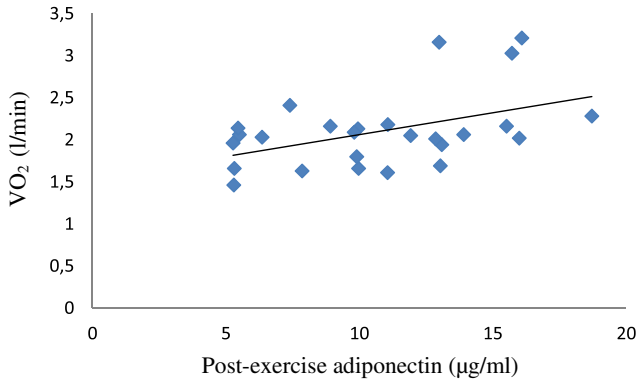 3,5
3
2,5
2
1,5
1
0,5
0
VO₂ (l/min)
0 5 10 15 20
Post-exercise adiponectin (µg/ml)